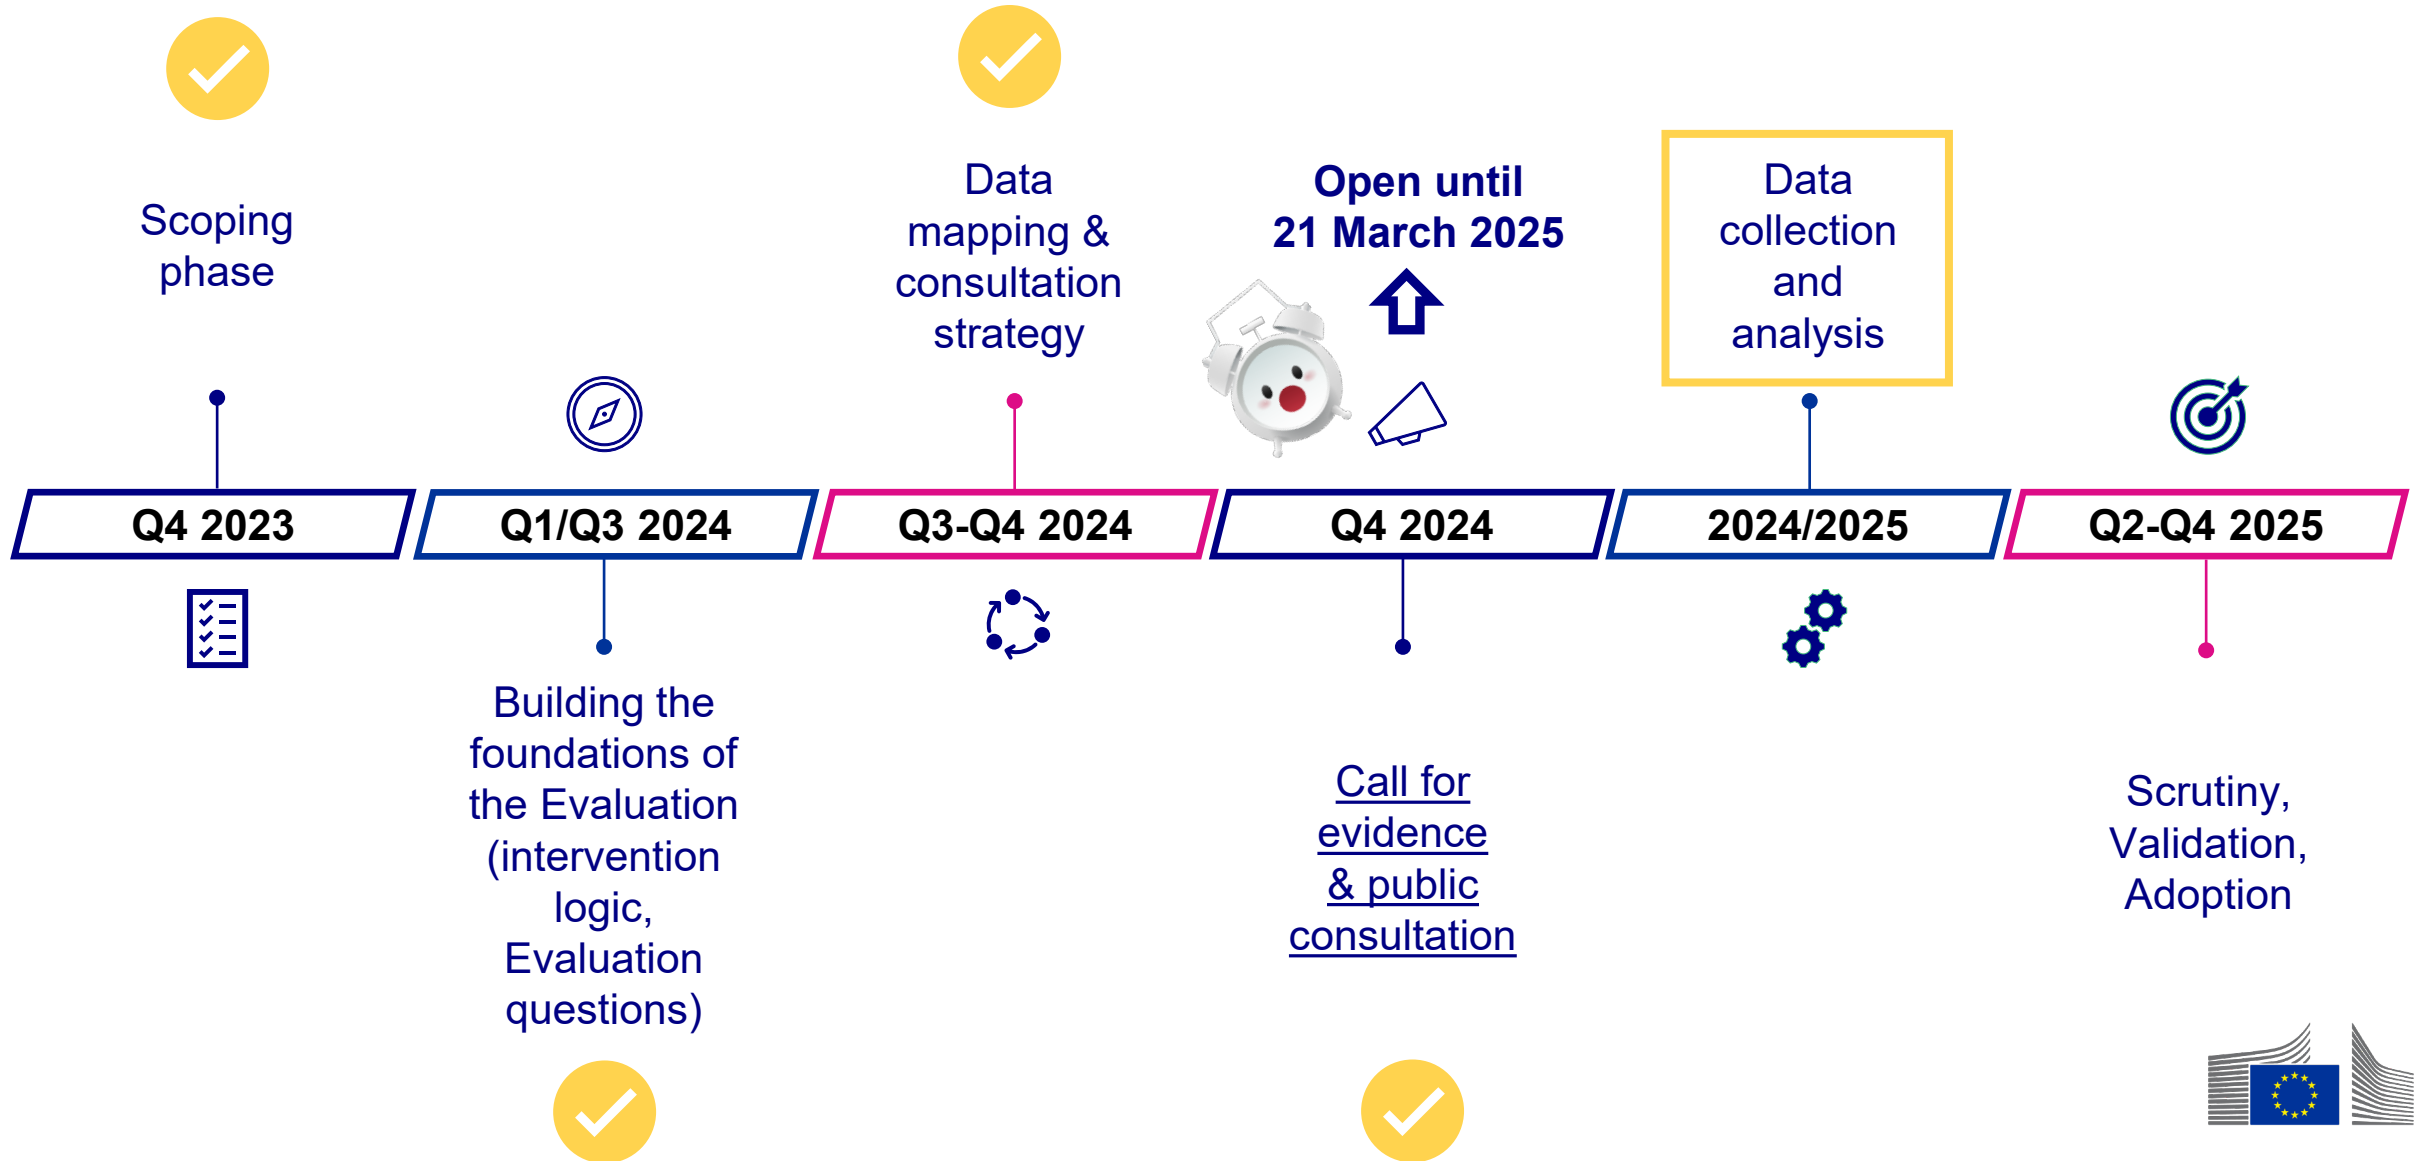 Scoping
phase
Data
mapping &
consultation
strategy
Open until
21 March 2025
Data
collection
and
analysis
Q4 2023
Q1/Q3 2024
Q3-Q4 2024
Q4 2024
2024/2025
Q2-Q4 2025
Building the
foundations of
the Evaluation
(intervention
logic,
Evaluation
questions)
Call for
evidence
& public
consultation
Scrutiny,
Validation,
Adoption